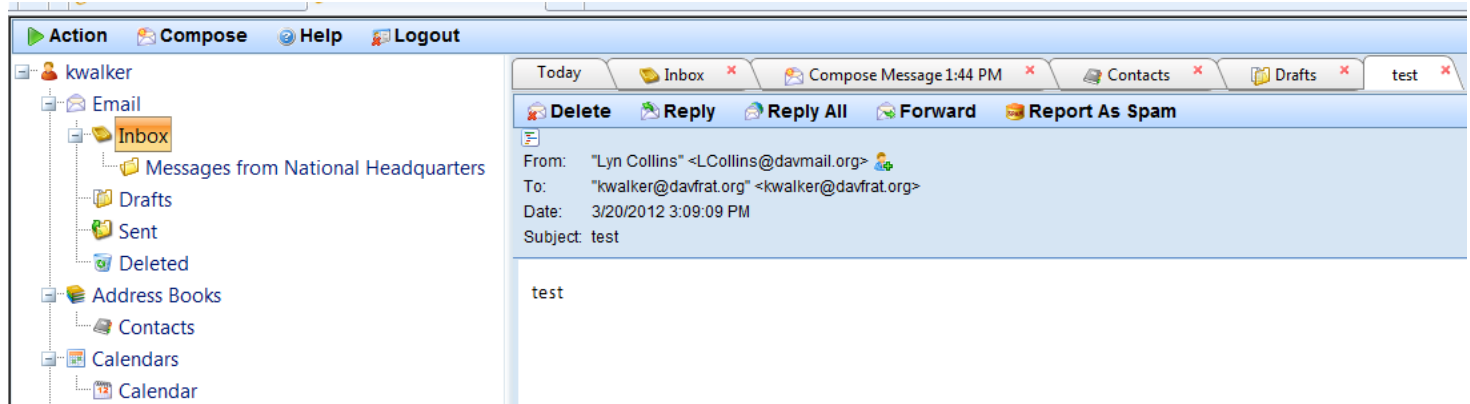 Action Compose Help Logout
kwalker
Email
Inbox
Messages from National Headquarters
Drafts
Sent
Deleted
Address Books
Contacts
Calendars
12 Calendar
Today Inbox Compose Message 1:44 PM Contacts Drafts test
Delete Reply Reply All Forward Report As Spam
From: "Lyn Collins" <LCollins@davmail.org>
To: "kwalker@davfrat.org" <kwalker@davfrat.org>
Date: 3/20/2012 3:09:09 PM
Subject: test
test